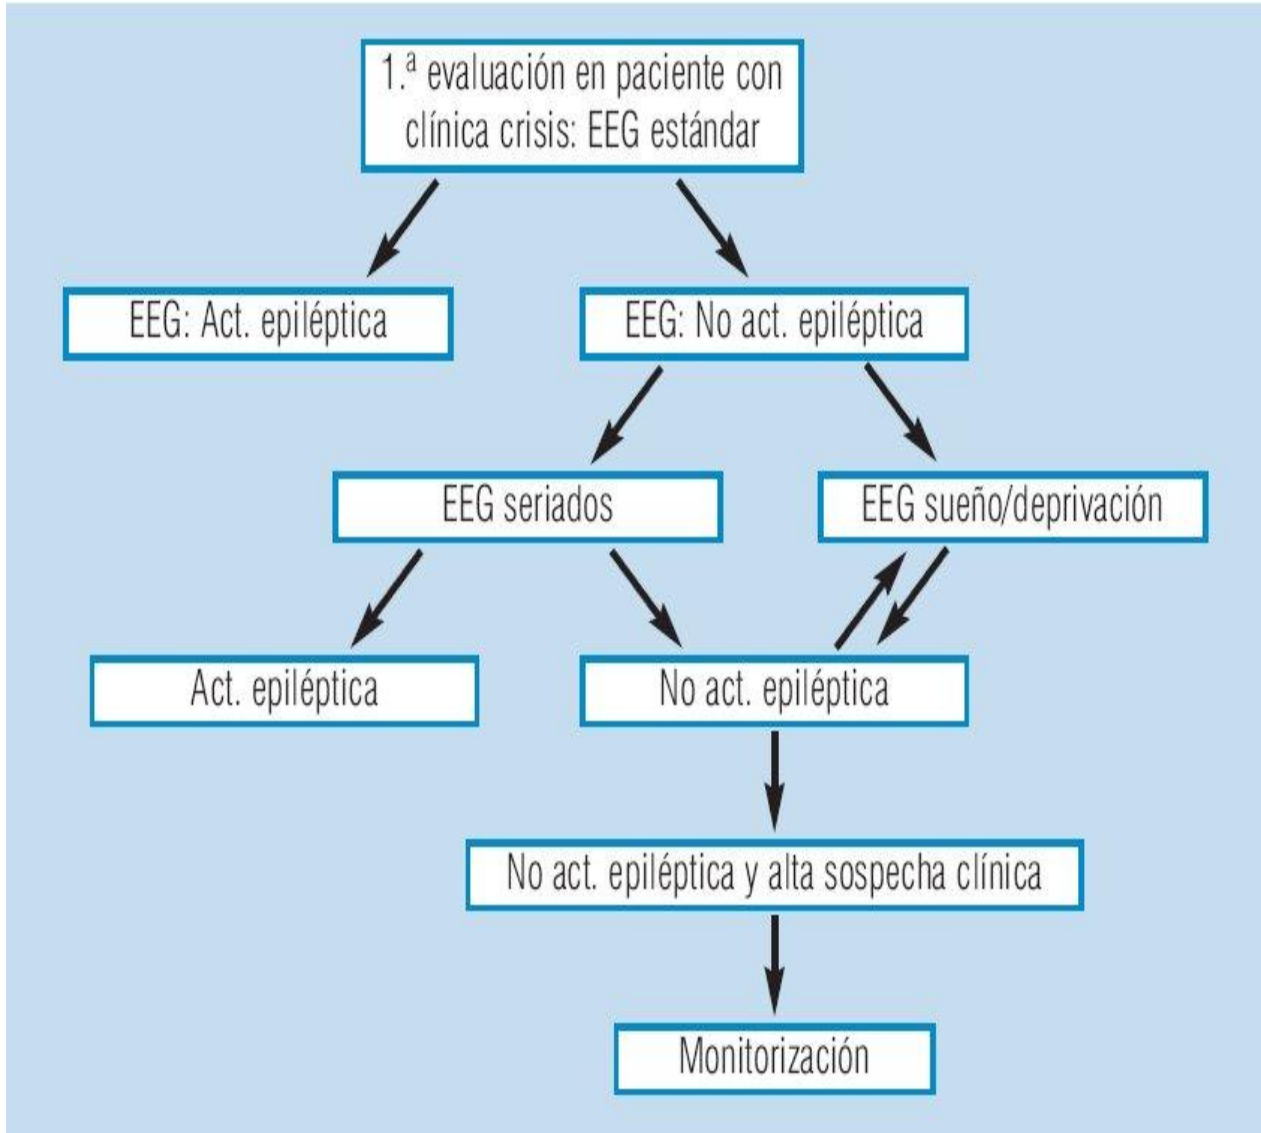 1.ª evaluación en paciente con
clínica crisis: EEG estándar
EEG: Act. epiléptica
EEG: No act. epiléptica
EEG seriados
EEG sueño/deprivación
Act. epiléptica
No act. epiléptica
No act. epiléptica y alta sospecha clínica
Monitorización